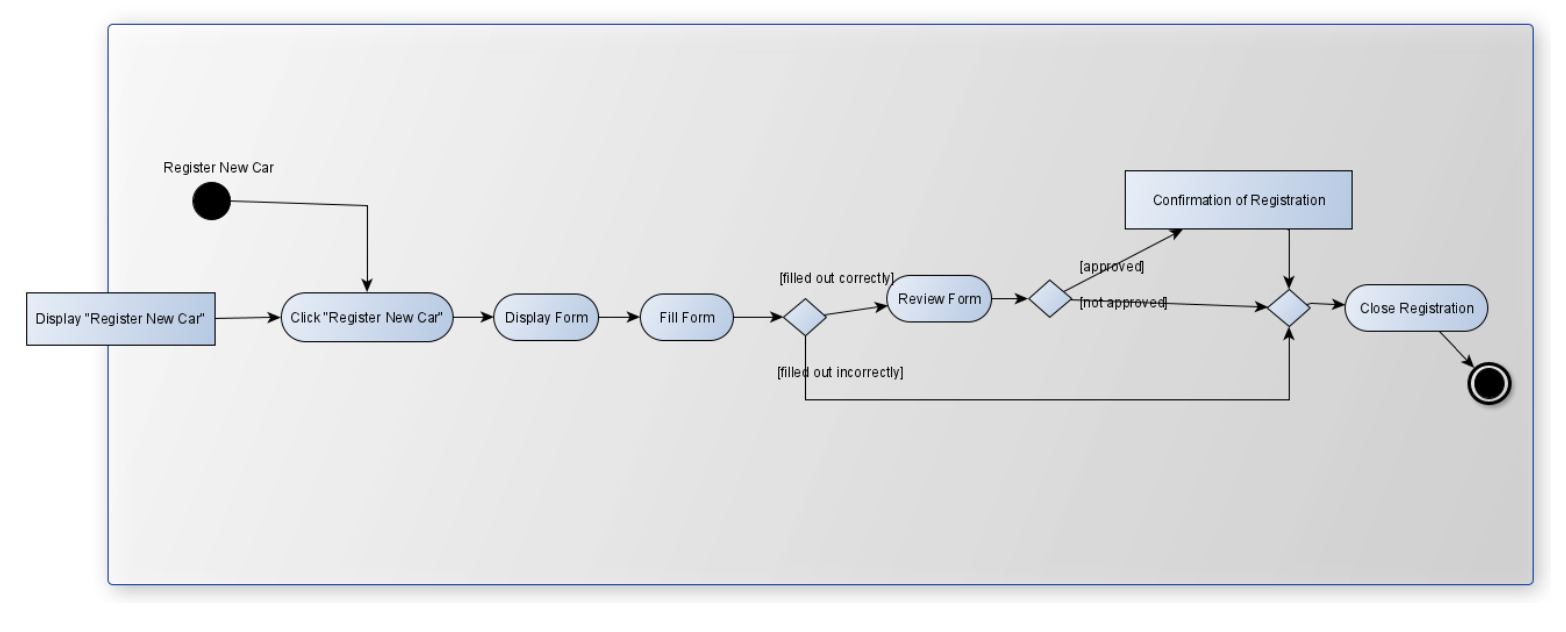 Register New Car
Display "Register New Car"
Click "Register New Car"
Display Form
Fill Form
[filled out correctly]
[filled out incorrectly]
Review Form
[approved]
[not approved]
Confirmation of Registration
Close Registration